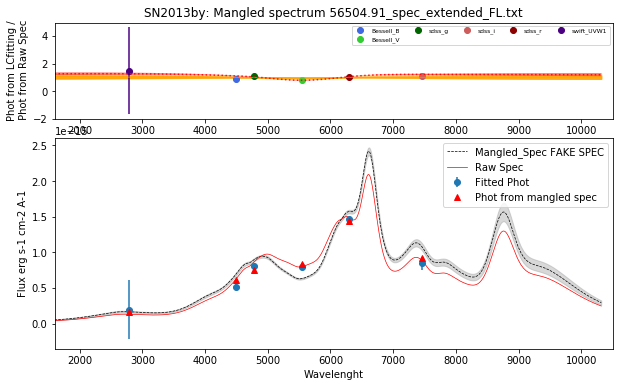 SN2013by: Mangled spectrum 56504.91_spec_extended_FL.txt
Phot from LCfitting /
Phot from Raw Spec
4
2
0
−2
Bessell_B
Bessell_V
sdss_g
sdss_i
sdss_r
swift_UVW1
2000 3000 4000 5000 6000 7000 8000 9000 10000
Flux erg s-1 cm-2 A-1
2.5
2.0
1.5
1.0
0.5
0.0
Mangled_Spec FAKE SPEC
Raw Spec
Fitted Phot
Phot from mangled spec
2000 3000 4000 5000 6000 7000 8000 9000 10000
Wavelenght